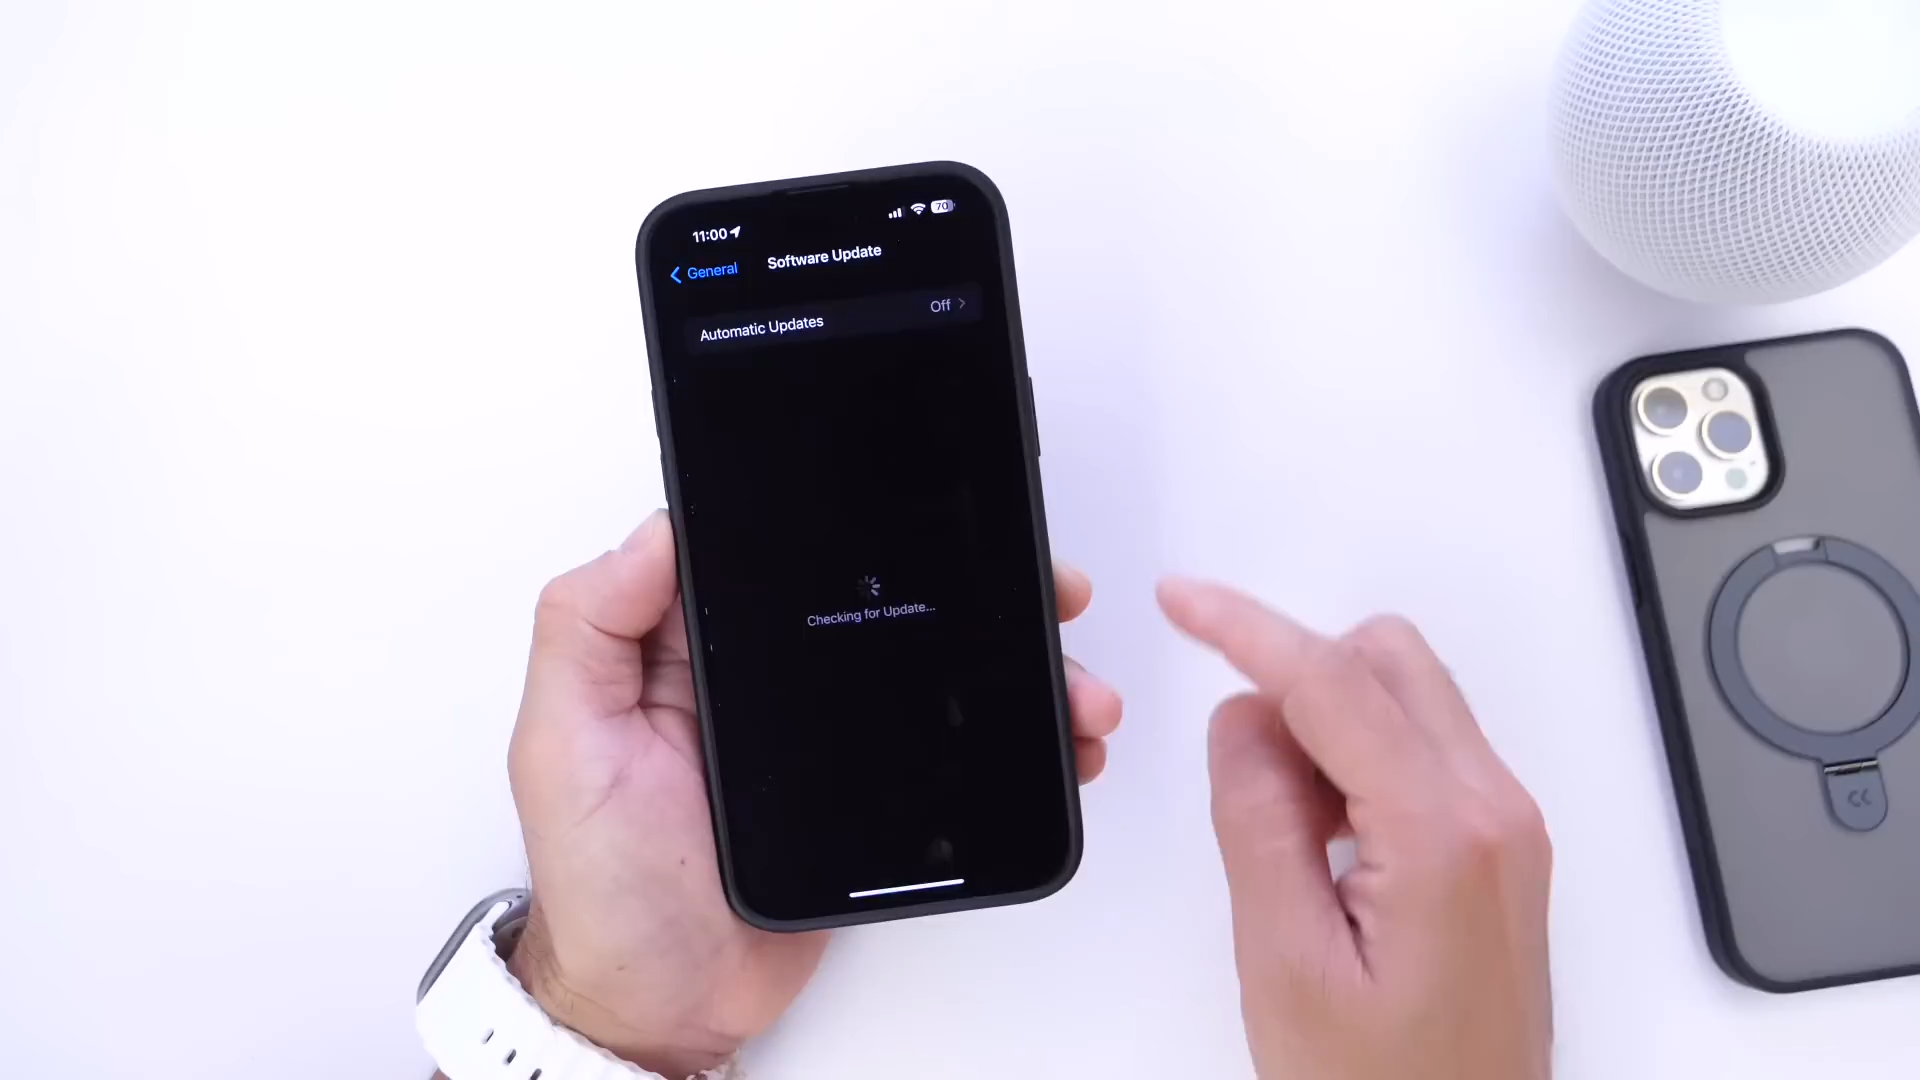 11:00
70
General
Software Update
Automatic Updates
Off
Checking for Update...